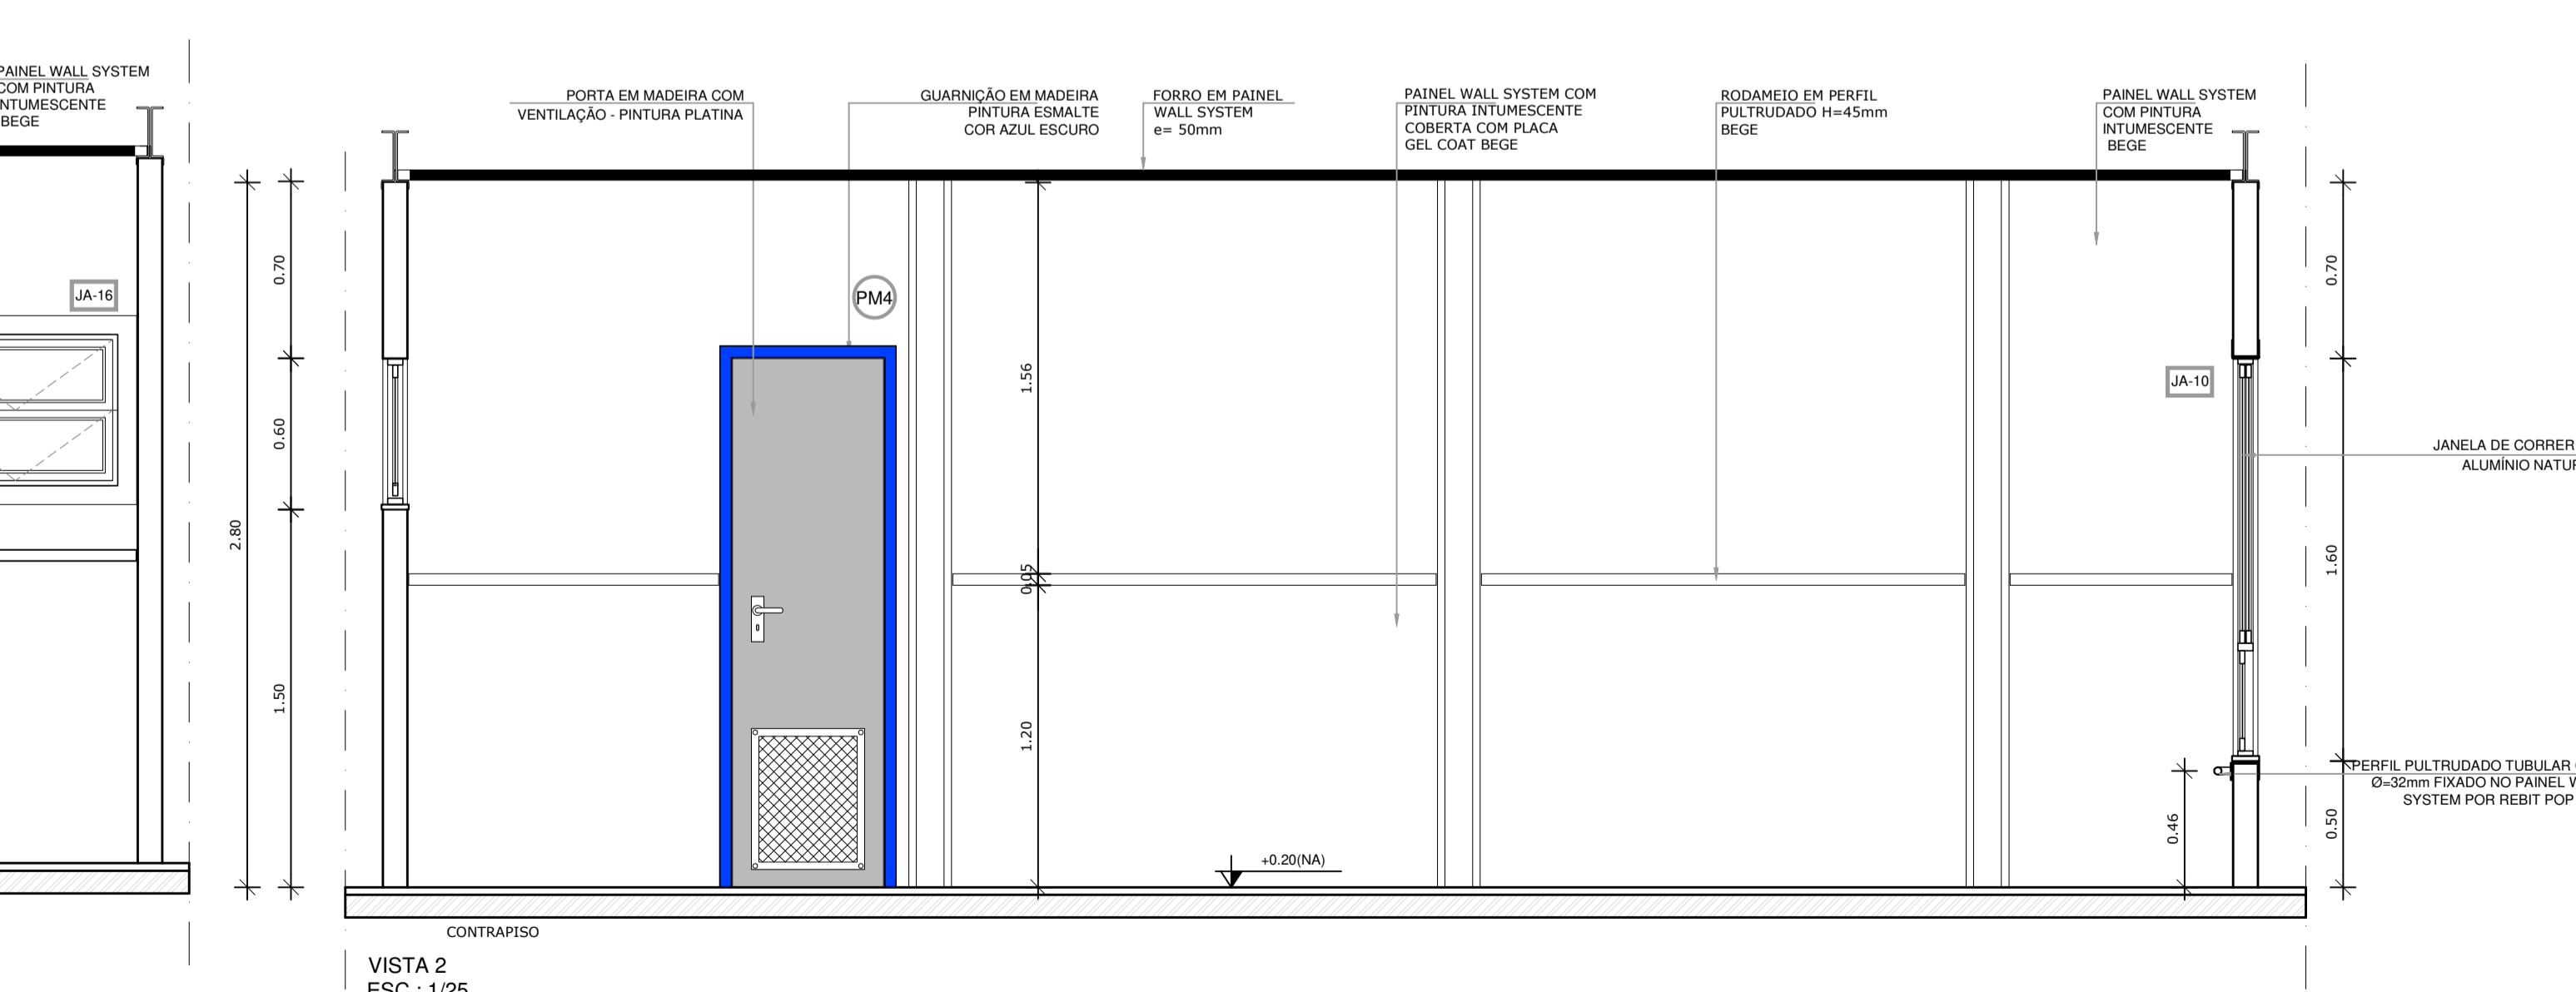 PAINEL WALL SYSTEM
COM PINTURA
INTUMESCENTE
BEGE
JA-16
PORTA EM MADEIRA COM
VENTILAÇÃO - PINTURA PLATINA
GUARNIÇÃO EM MADEIRA
PINTURA ESMALTE
COR AZUL ESCURO
FORRO EM PAINEL
WALL SYSTEM
e= 50mm
PAINEL WALL SYSTEM COM
PINTURA INTUMESCENTE
COBERTA COM PLACA
GEL COAT BEGE
RODAMEIO EM PERFIL
PULTRUDADO H=45mm
BEGE
PAINEL WALL SYSTEM
COM PINTURA
INTUMESCENTE
BEGE
2.80
0.70
0.60
1.50
PM4
1.56
0.05
1.20
+0.20(NA)
JA-10
0.70
1.60
0.50
0.46
JANELA DE CORRER
ALUMÍNIO
PERFIL PULTRUDADO TUBULAR
Ø=32mm FIXADO NO PAINEL
SYSTEM POR REBIT POP
CONTRAPISO
VISTA 2
ESC.: 1/25